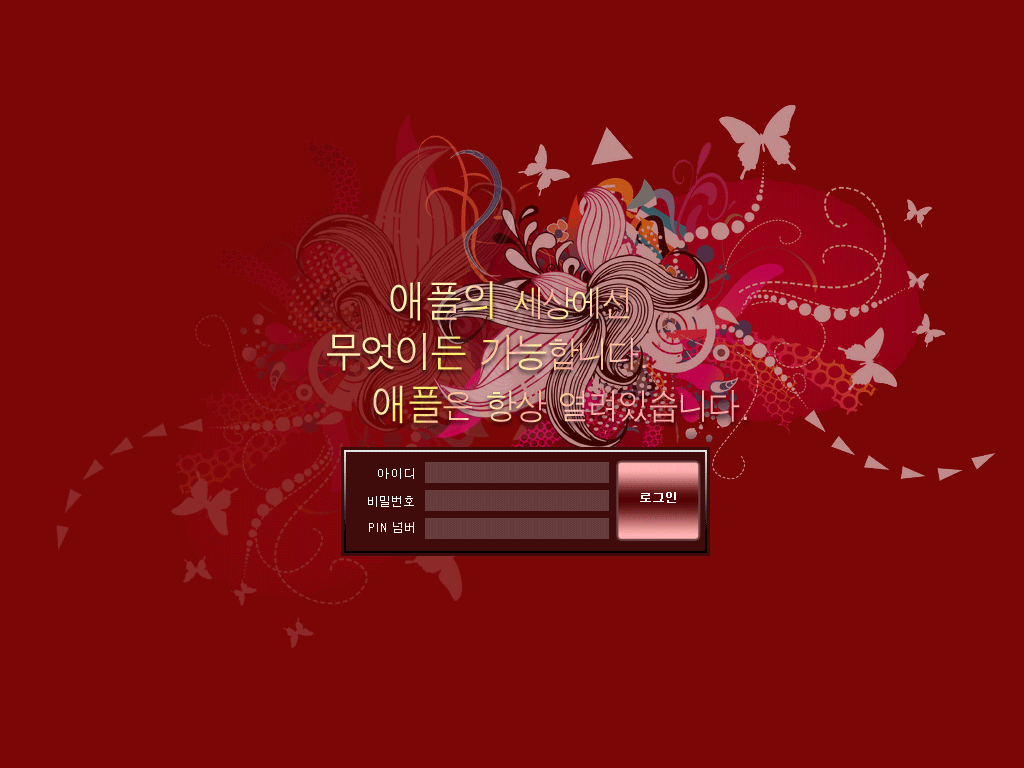 애플의 세상에선
무엇이든 가능합니다.
애플은 항상 열려있습니다.
아이디
비밀번호
로그인
PIN 넘버